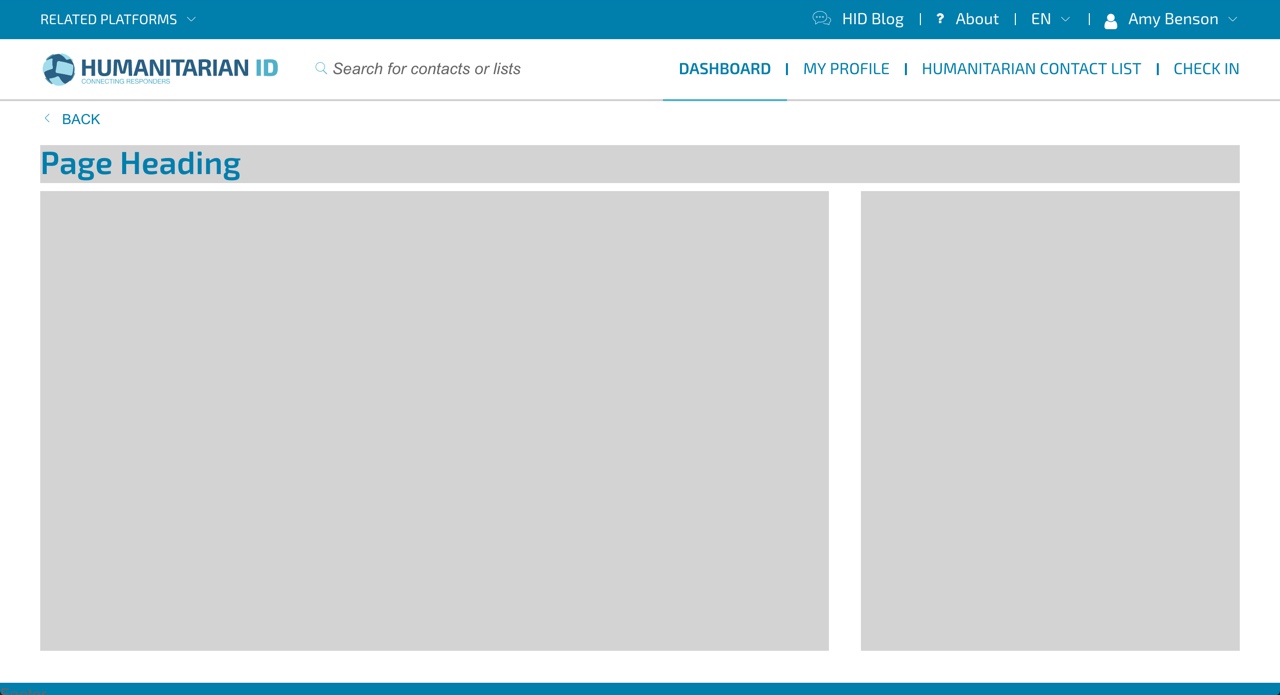 RELATED PLATFORMS
HID Blog | ? About | EN | Amy Benson
HUMANITARIAN ID
CONNECTING RESPONDERS
Search for contacts or lists
DASHBOARD | MY PROFILE | HUMANITARIAN CONTACT LIST | CHECK IN
BACK
Page Heading